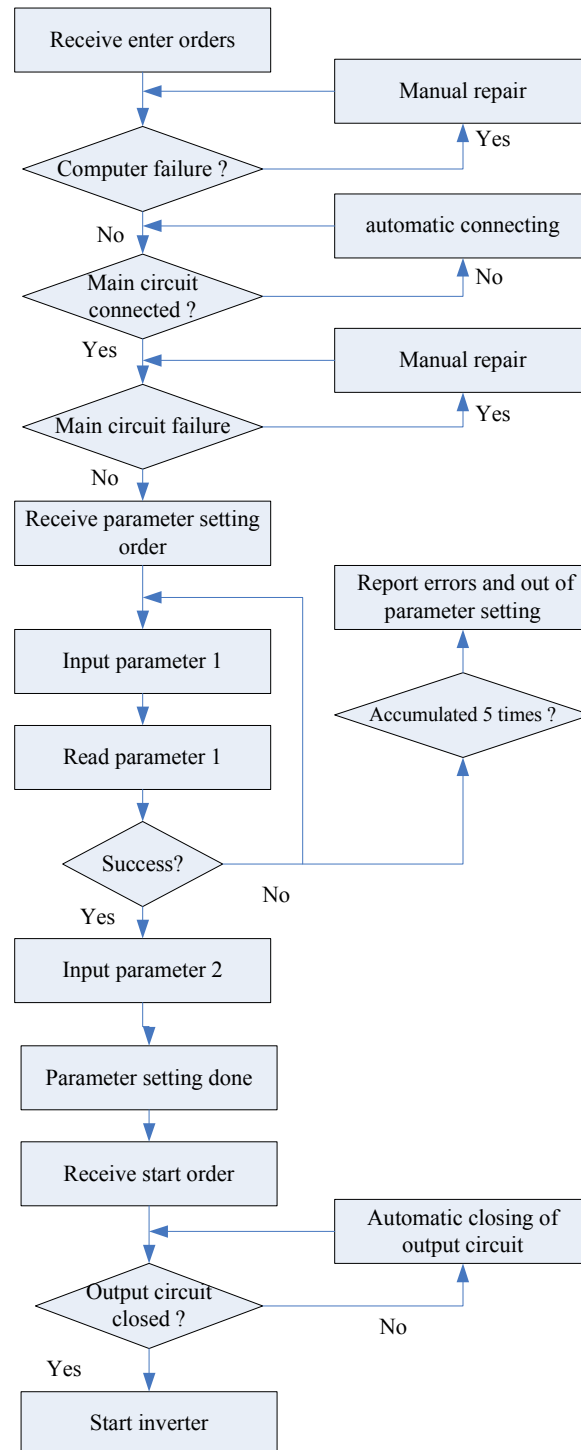 Receive enter orders
Manual repair
Yes
Computer failure ?
No
automatic connecting
No
Main circuit
connected ?
Yes
Manual repair
Yes
Main circuit failure
No
Receive parameter setting
order
Report errors and out of
parameter setting
Input parameter 1
Accumulated 5 times ?
Read parameter 1
Success?
No
Yes
Input parameter 2
Parameter setting done
Receive start order
Automatic closing of
output circuit
Output circuit
closed ?
No
Yes
Start inverter